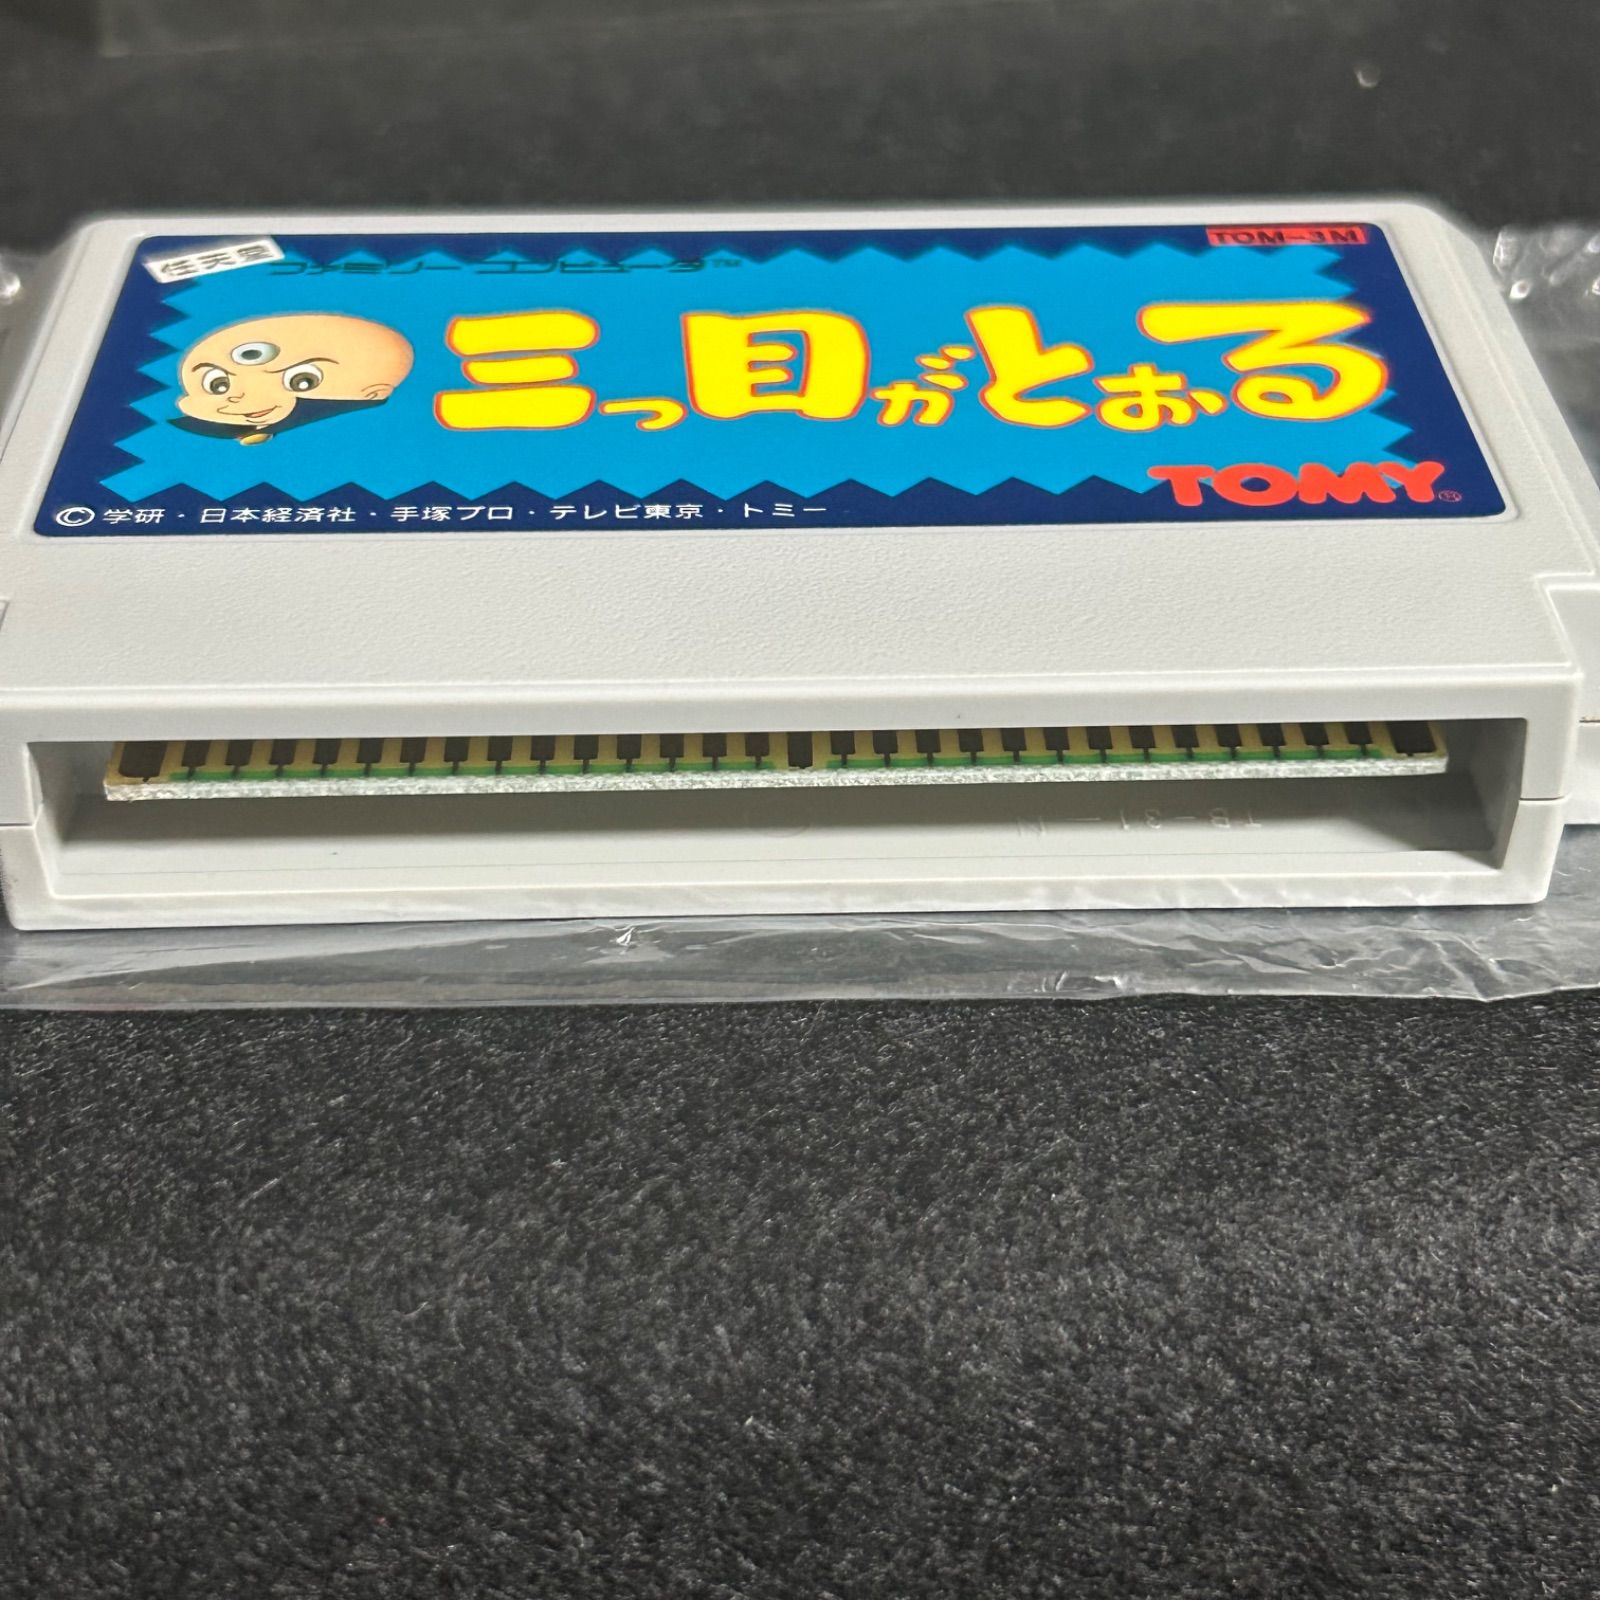 任天堂
ファミリーコンピュータ™
TOM-3M
三つ目がとおる
TOMY®
©学研・日本経済社・手塚プロ・テレビ東京・トミー
TB-31-N